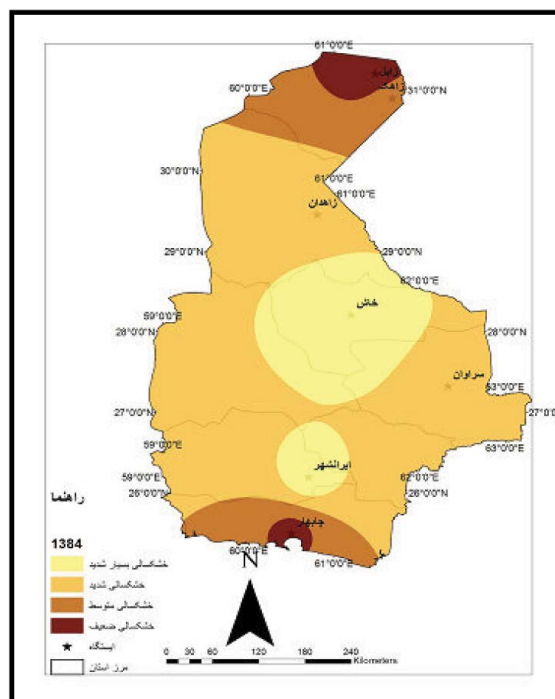 61°0'0"E
زابل
زاهک
60°0'0"E
31°0'0"N
30°0'0"N
61°0'0"E
61°0'0"E
زاهدان
29°0'0"N
29°0'0"N
62°0'0"E
خاش
59°0'0"E
28°0'0"N
28°0'0"N
سراوان
63°0'0"E
27°0'0"N
27°0'0"N
59°0'0"E
63°0'0"E
ایرانشهر
59°0'0"E
62°0'0"E
26°0'0"N
26°0'0"N
راهنما
چابهار
60°0'0"E
61°0'0"E
N
1384
خشکسالی بسیار شدید
خشکسالی شدید
خشکسالی متوسط
خشکسالی ضعیف
ایستگاه
مرز استان
0 15 30 60 90 120 160 200 240
Kilometers